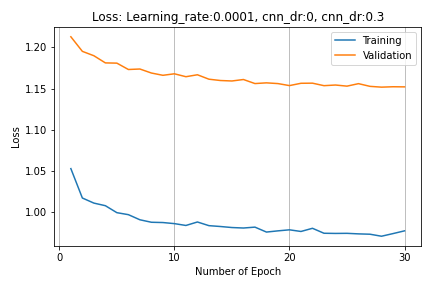 Loss: Learning_rate:0.0001, cnn_dr:0, cnn_dr:0.3
Training
Validation
1.20
1.15
1.10
1.05
1.00
Loss
0
10
20
30
Number of Epoch